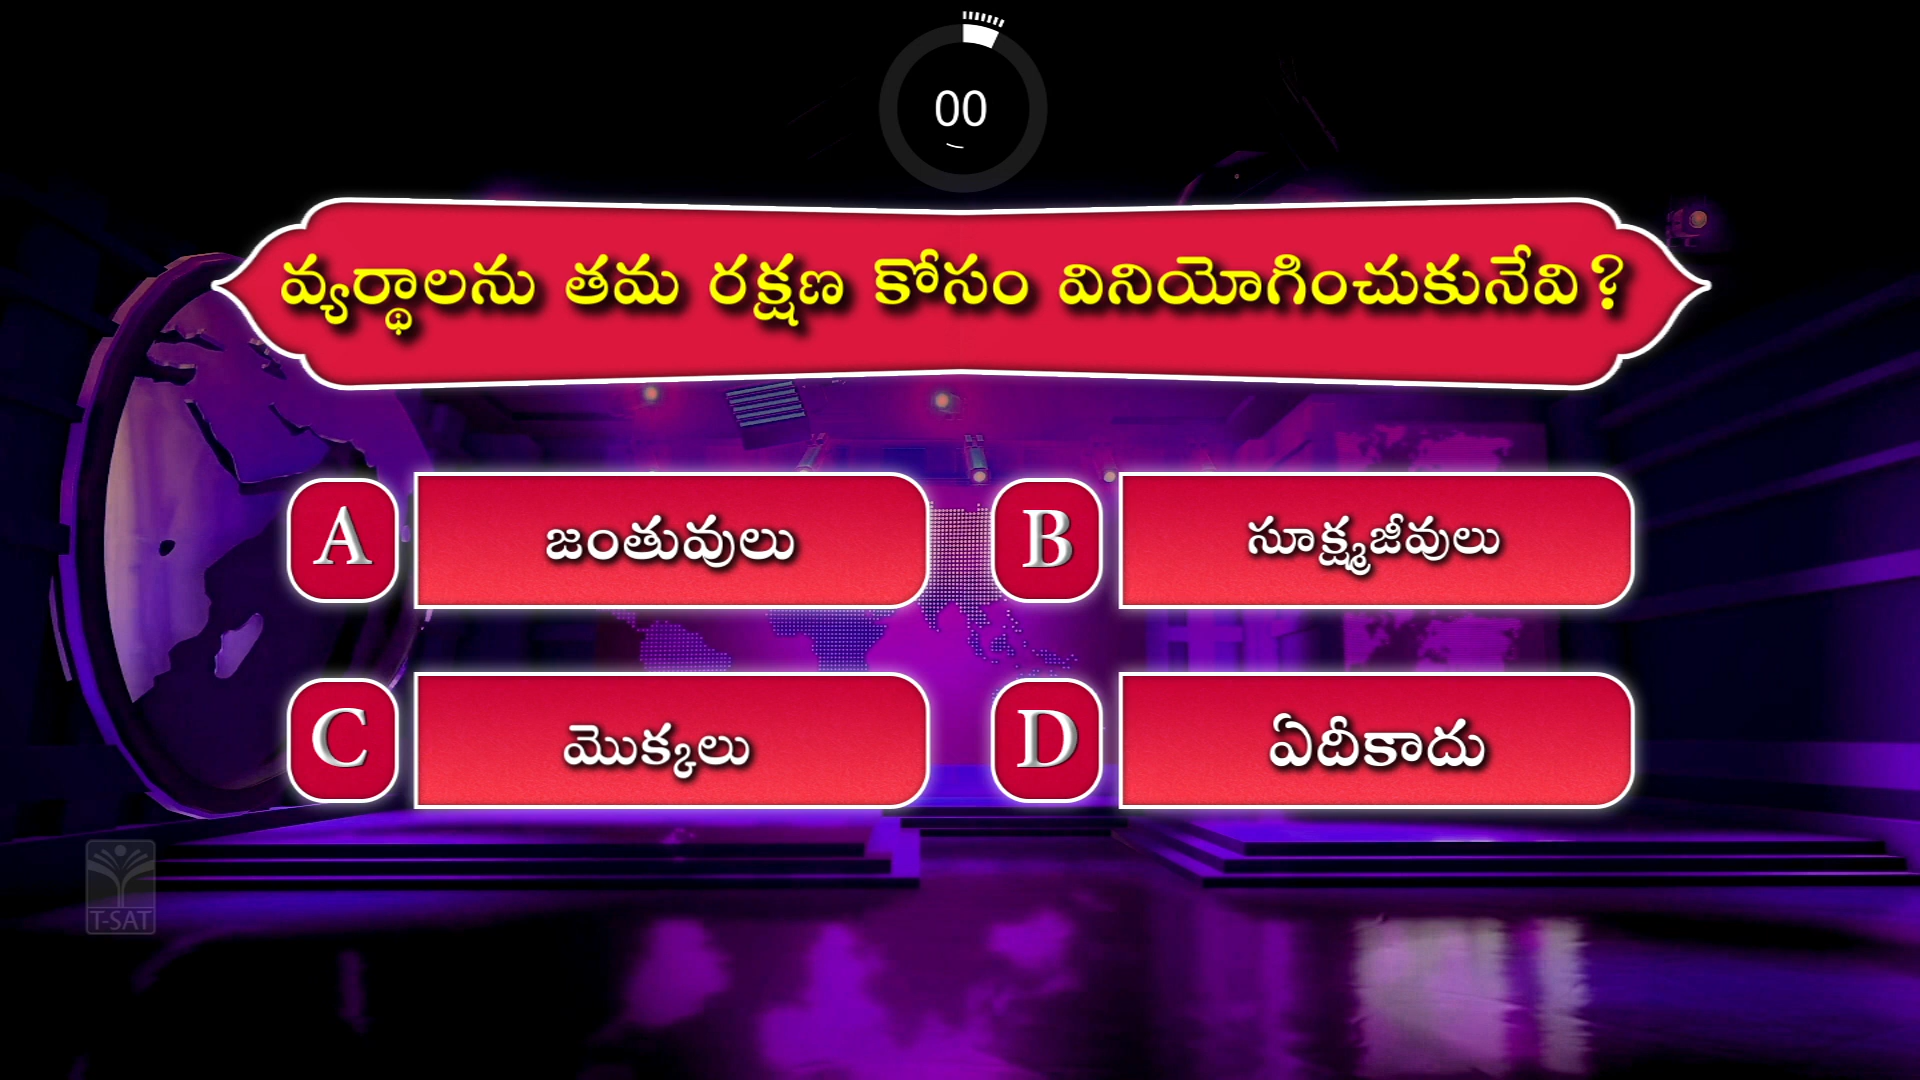 00
వ్యర్థాలను తమ రక్షణ కోసం వినియోగించుకునేవి?
A జంతువులు
B సూక్ష్మజీవులు
C మొక్కలు
D ఏదీకాదు
T-SAT